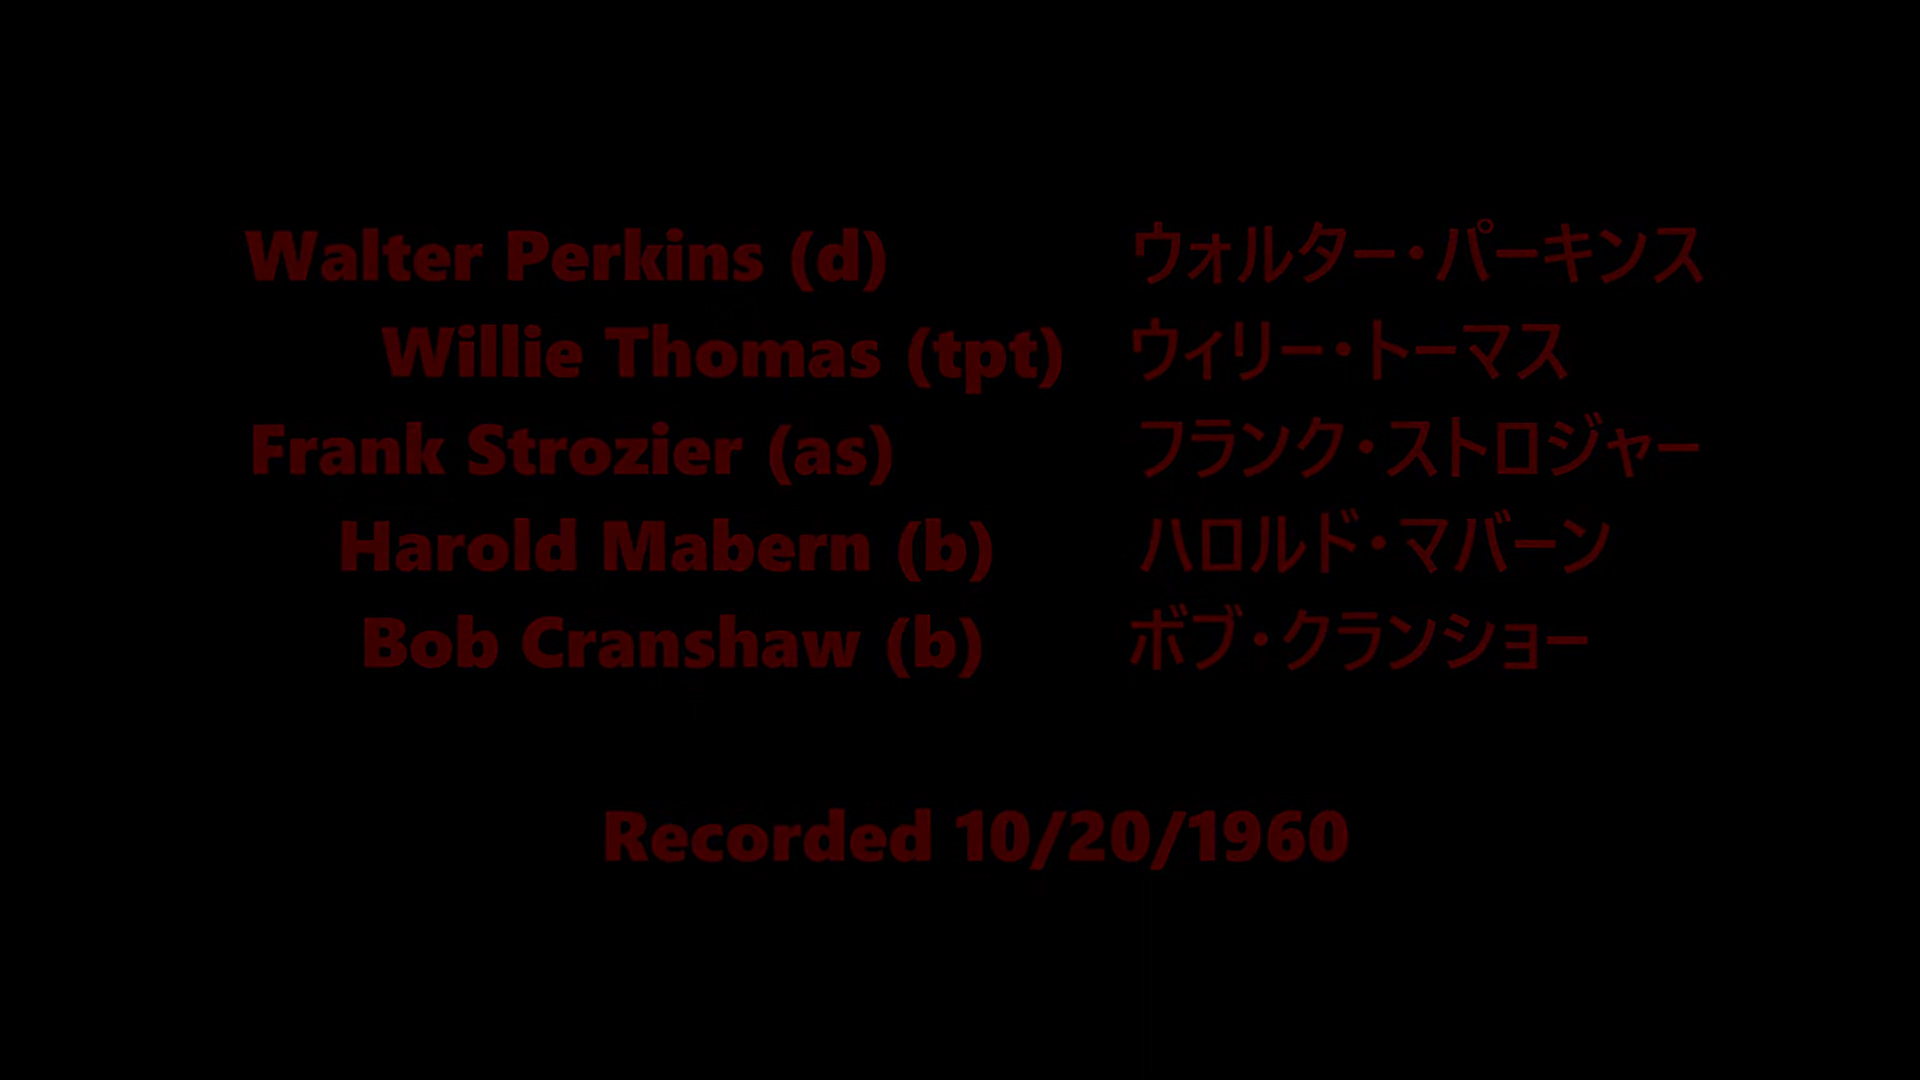 Walter Perkins (d) ウォルター・パーキンス
Willie Thomas (tpt) ウィリー・トーマス
Frank Strozier (as) フランク・ストロジャー
Harold Mabern (b) ハロルド・マバーン
Bob Cranshaw (b) ボブ・クランショー
Recorded 10/20/1960